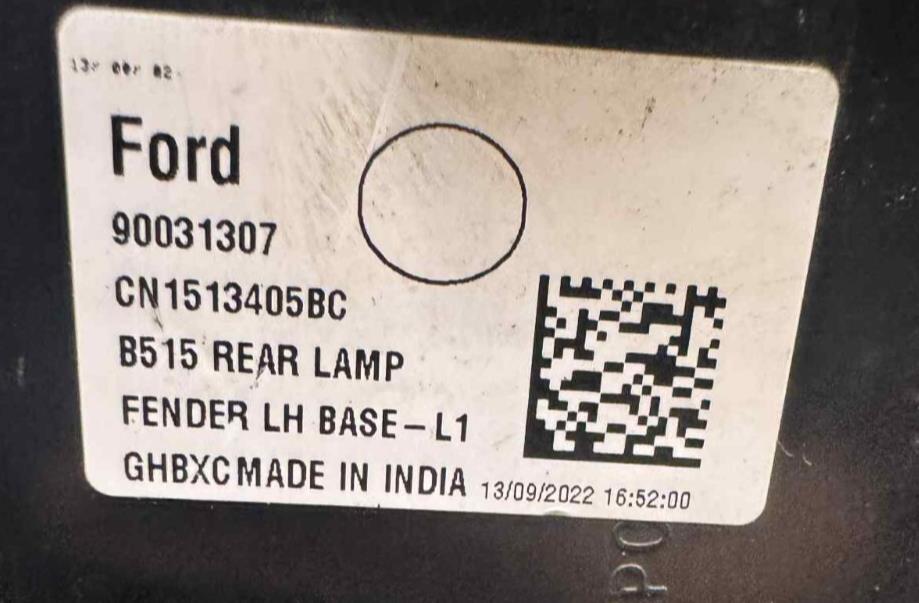 Ford
90031307
CN1513405BC
B515 REAR LAMP
FENDER LH BASE-L1
GHBXC MADE IN INDIA 13/09/2022 16:52:00
PO